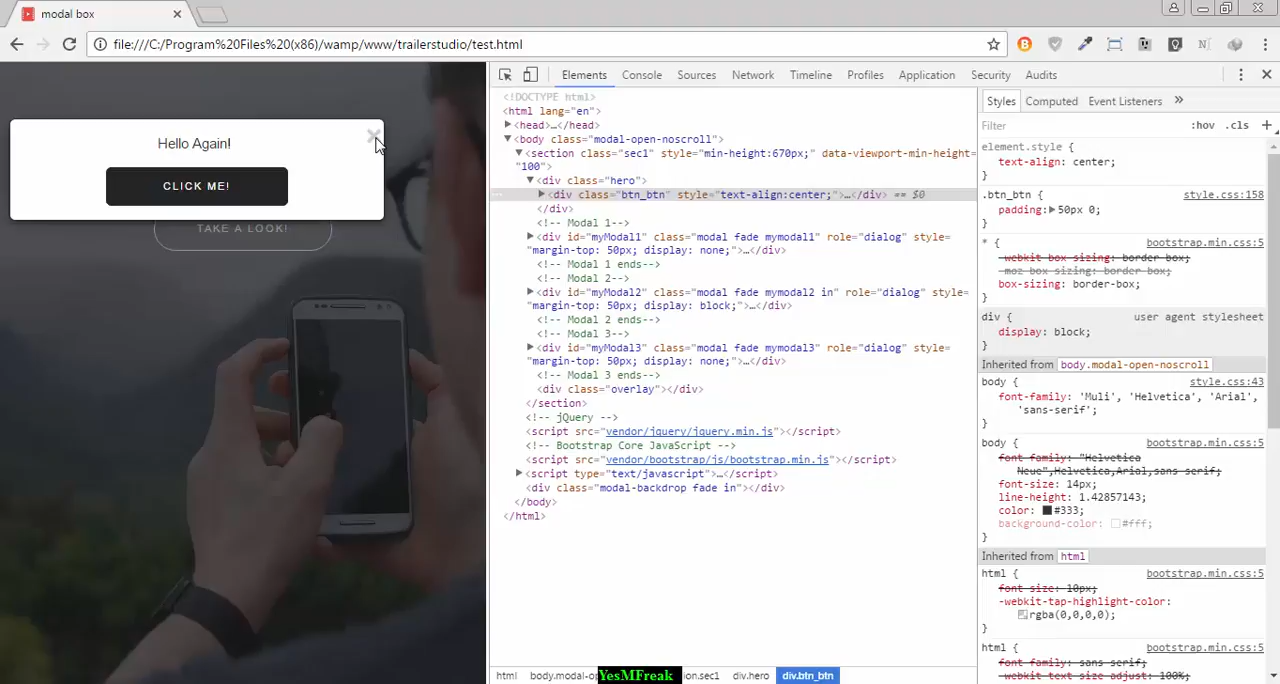 modal box
file:///C:/Program%20Files%20(x86)/wamp/www/trailerstudio/test.html
Hello Again!
CLICK ME!
TAKE A LOOK!
Elements Console Sources Network Timeline Profiles Application Security Audits
<!DOCTYPE html>
<html lang="en">
<head>…</head>
<body class="modal-open-noscroll">
<section class="sec1" style="min-height:670px;" data-viewport-min-height=
"100">
<div class="hero">
<div class="btn_btn" style="text-align:center;">…</div> == $0
</div>
<!-- Modal 1-->
<div id="myModal1" class="modal fade mymodal1" role="dialog" style=
"margin-top: 50px; display: none;">…</div>
<!-- Modal 1 ends-->
<!-- Modal 2-->
<div id="myModal2" class="modal fade mymodal2 in" role="dialog" style=
"margin-top: 50px; display: block;">…</div>
<!-- Modal 2 ends-->
<!-- Modal 3-->
<div id="myModal3" class="modal fade mymodal3" role="dialog" style=
"margin-top: 50px; display: none;">…</div>
<!-- Modal 3 ends-->
<div class="overlay"></div>
</section>
<!-- jQuery -->
<script src="vendor/jquery/jquery.min.js"></script>
<!-- Bootstrap Core JavaScript -->
<script src="vendor/bootstrap/js/bootstrap.min.js"></script>
<script type="text/javascript">…</script>
<div class="modal-backdrop fade in"></div>
</body>
</html>
html body.modal-op YesMFreak on.sec1 div.hero div.btn_btn
Styles Computed Event Listeners »
Filter :hov .cls +
element.style {
text-align: center;
}
.btn_btn { style.css:158
padding: 50px 0;
}
* { bootstrap.min.css:5
-webkit-box-sizing: border-box;
-moz-box-sizing: border-box;
box-sizing: border-box;
}
div { user agent stylesheet
display: block;
}
Inherited from body.modal-open-noscroll
body { style.css:43
font-family: 'Muli', 'Helvetica', 'Arial',
'sans-serif';
}
body { bootstrap.min.css:5
font-family: "Helvetica
Neue",Helvetica,Arial,sans-serif;
font-size: 14px;
line-height: 1.42857143;
color: #333;
background-color: #fff;
}
Inherited from html
html { bootstrap.min.css:5
font-size: 10px;
-webkit-tap-highlight-color:
rgba(0,0,0,0);
}
html { bootstrap.min.css:5
font-family: sans-serif;
-webkit-text-size-adjust: 100%;